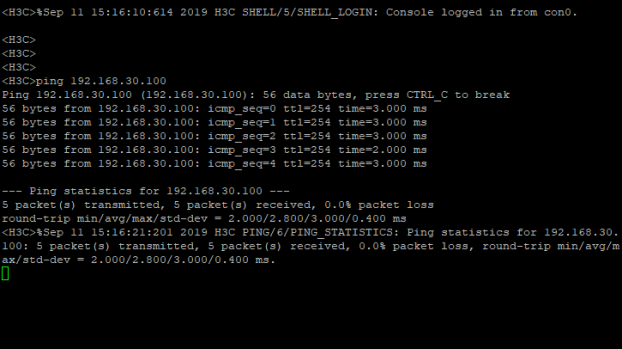 <H3C>%Sep 11 15:16:10:614 2019 H3C SHELL/5/SHELL_LOGIN: Console logged in from con0.
<H3C>
<H3C>
<H3C>
<H3C>ping 192.168.30.100
Ping 192.168.30.100 (192.168.30.100): 56 data bytes, press CTRL_C to break
56 bytes from 192.168.30.100: icmp_seq=0 ttl=254 time=3.000 ms
56 bytes from 192.168.30.100: icmp_seq=1 ttl=254 time=3.000 ms
56 bytes from 192.168.30.100: icmp_seq=2 ttl=254 time=3.000 ms
56 bytes from 192.168.30.100: icmp_seq=3 ttl=254 time=2.000 ms
56 bytes from 192.168.30.100: icmp_seq=4 ttl=254 time=3.000 ms
--- Ping statistics for 192.168.30.100 ---
5 packet(s) transmitted, 5 packet(s) received, 0.0% packet loss
round-trip min/avg/max/std-dev = 2.000/2.800/3.000/0.400 ms
<H3C>%Sep 11 15:16:21:201 2019 H3C PING/6/PING_STATISTICS: Ping statistics for 192.168.30.
100: 5 packet(s) transmitted, 5 packet(s) received, 0.0% packet loss, round-trip min/avg/m
ax/std-dev = 2.000/2.800/3.000/0.400 ms.